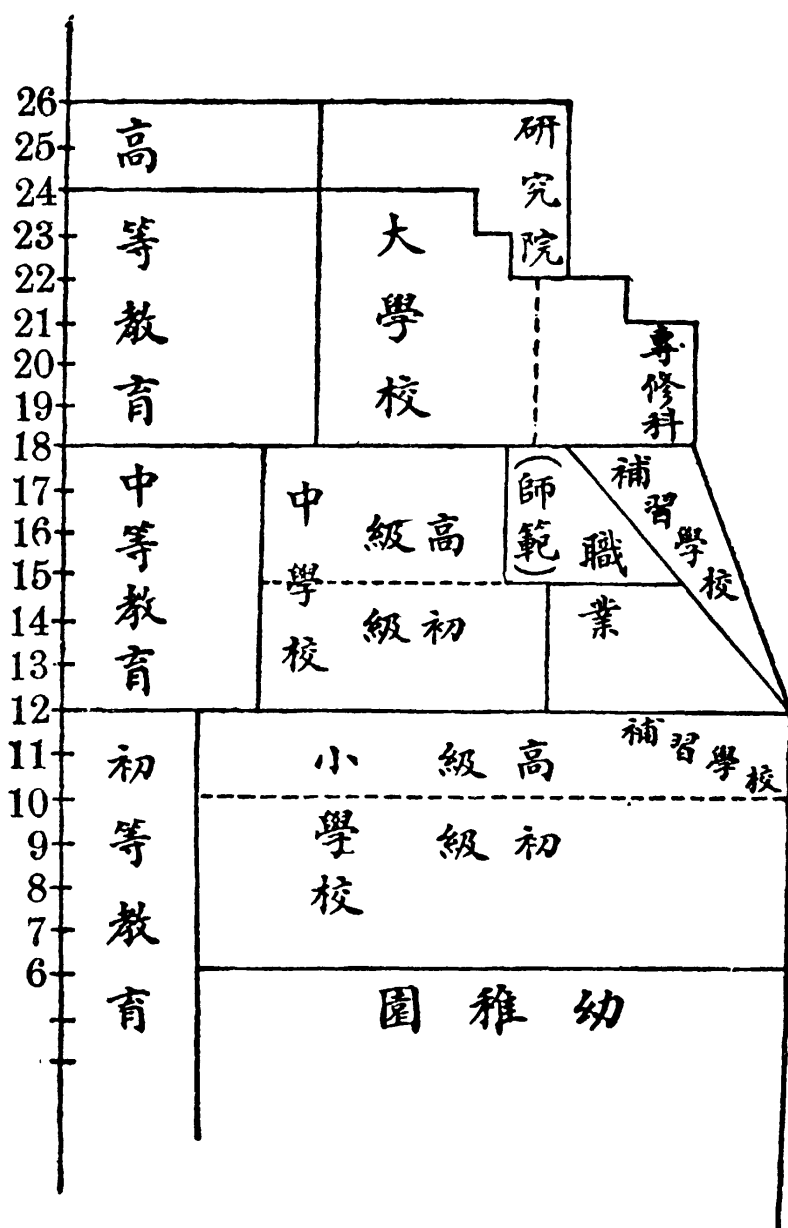 26
25
24
23
22
21
20
19
18
17
16
15
14
13
12
11
10
9
8
7
6
高等教育
大學校
研究院
專修科
中等教育
中學校
高級
初級
(師範)
職業
補習學校
初等教育
小學校
高級
初級
補習學校
幼稚園